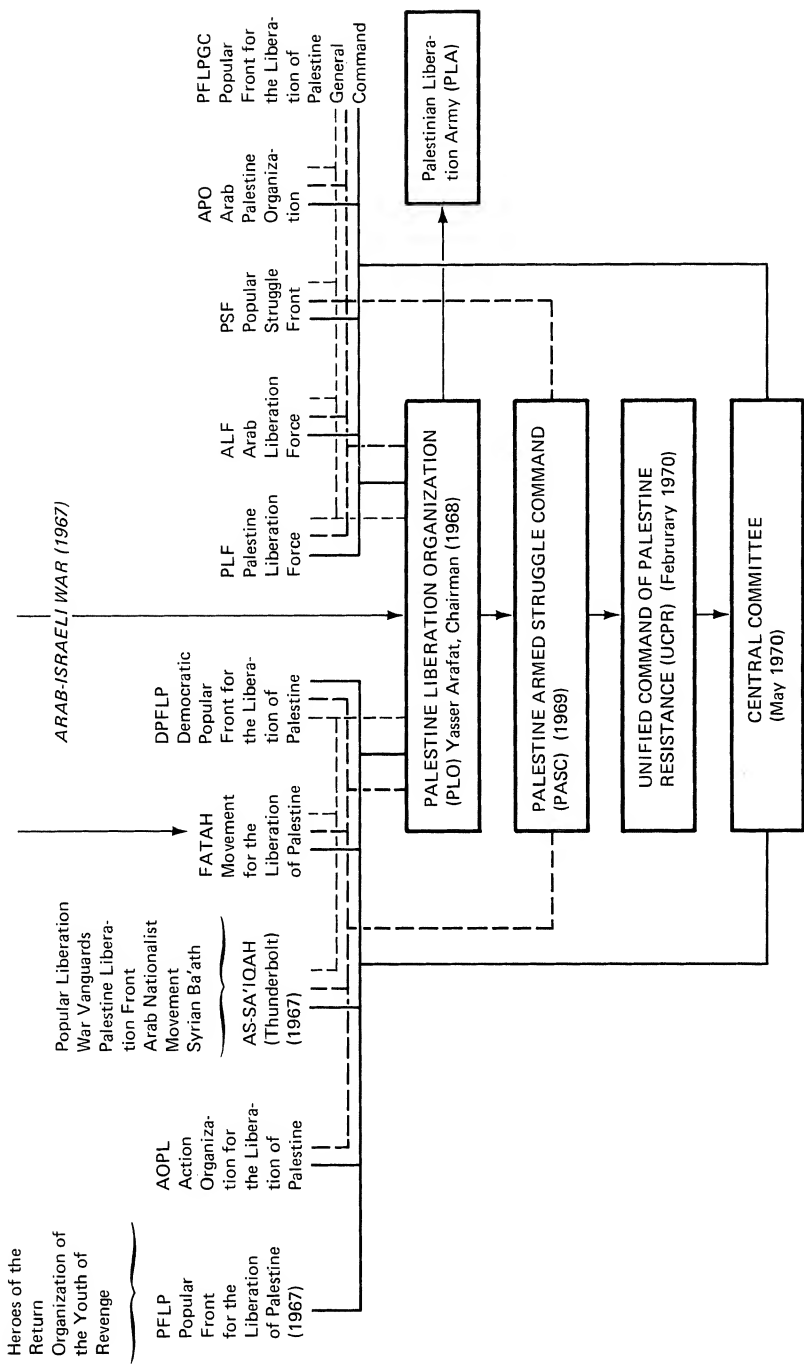 ARAB-ISRAELI WAR (1967)
Heroes of the
Return
Organization of
the Youth of
Revenge
PFLP
Popular
Front
for the
Liberation
of Palestine
(1967)
AOPL
Action
Organiza-
tion for
the Libera-
tion of
Palestine
Popular Liberation
War Vanguards
Palestine Libera-
tion Front
Arab Nationalist
Movement
Syrian Ba'ath
AS-SA'IQAH
(Thunderbolt)
(1967)
FATAH
Movement
for the
Liberation
of Palestine
DPFLP
Democratic
Popular
Front for
the Libera-
tion of
Palestine
PLF
Palestine
Liberation
Force
ALF
Arab
Liberation
Force
PSF
Popular
Struggle
Front
APO
Arab
Palestine
Organiza-
tion
PFLPGC
Popular
Front for
the Libera-
tion of
Palestine
General
Command
PALESTINE LIBERATION ORGANIZATION
(PLO) Yasser Arafat, Chairman (1968)
Palestinian Libera-
tion Army (PLA)
PALESTINE ARMED STRUGGLE COMMAND
(PASC) (1969)
UNIFIED COMMAND OF PALESTINE
RESISTANCE (UCPR) (Februrary 1970)
CENTRAL COMMITTEE
(May 1970)